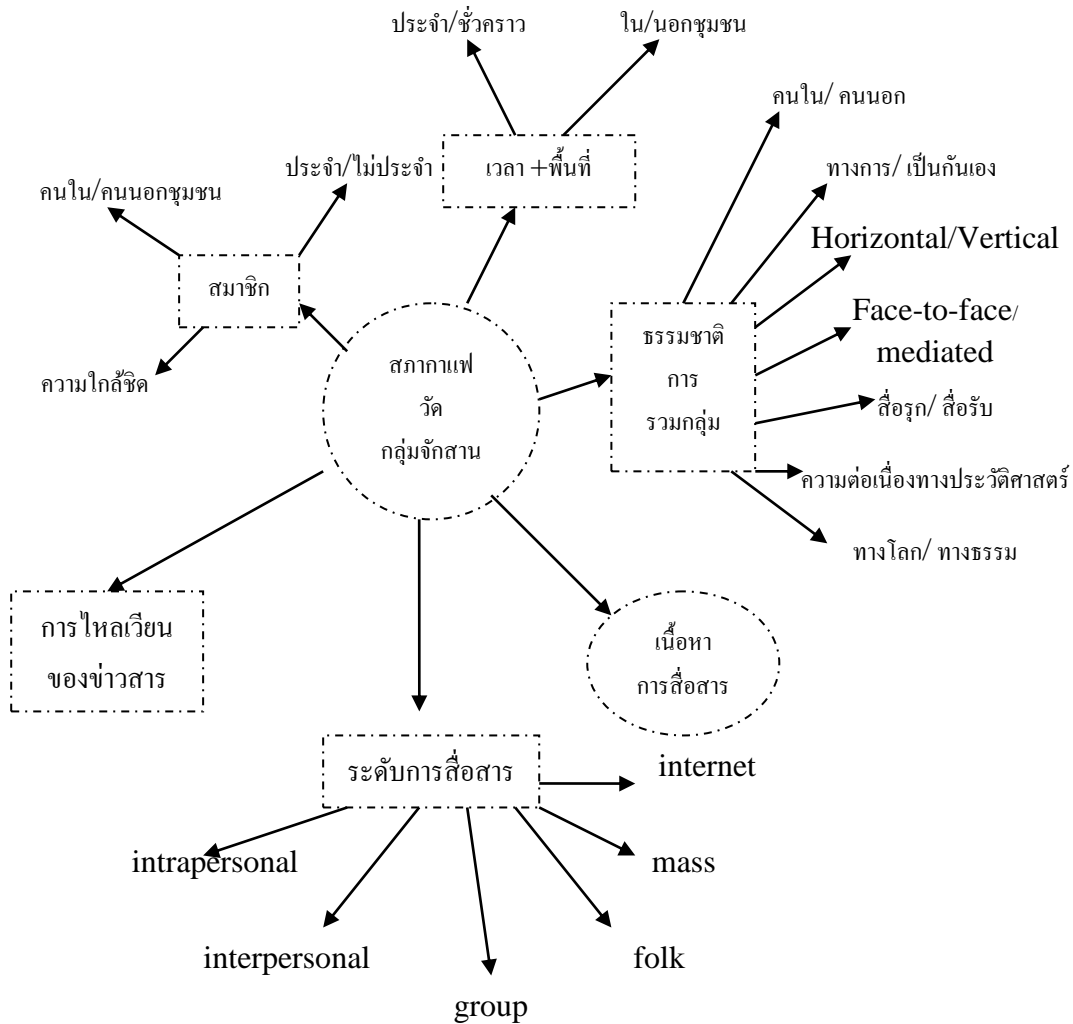 ประจำ/ชั่วคราว
ใน/นอกชุมชน
คนใน/ คนนอก
ประจำ/ไม่ประจำ
เวลา +พื้นที่
ทางการ/ เป็นกันเอง
คนใน/คนนอกชุมชน
Horizontal/Vertical
สมาชิก
Face-to-face/
mediated
ธรรมชาติ
การ
รวมกลุ่ม
สภากาแฟ
วัด
กลุ่มจักสาน
ความใกล้ชิด
สื่อรุก/ สื่อรับ
ความต่อเนื่องทางประวัติศาสตร์
ทางโลก/ ทางธรรม
การไหลเวียน
ของข่าวสาร
เนื้อหา
การสื่อสาร
ระดับการสื่อสาร
internet
intrapersonal
mass
interpersonal
folk
group